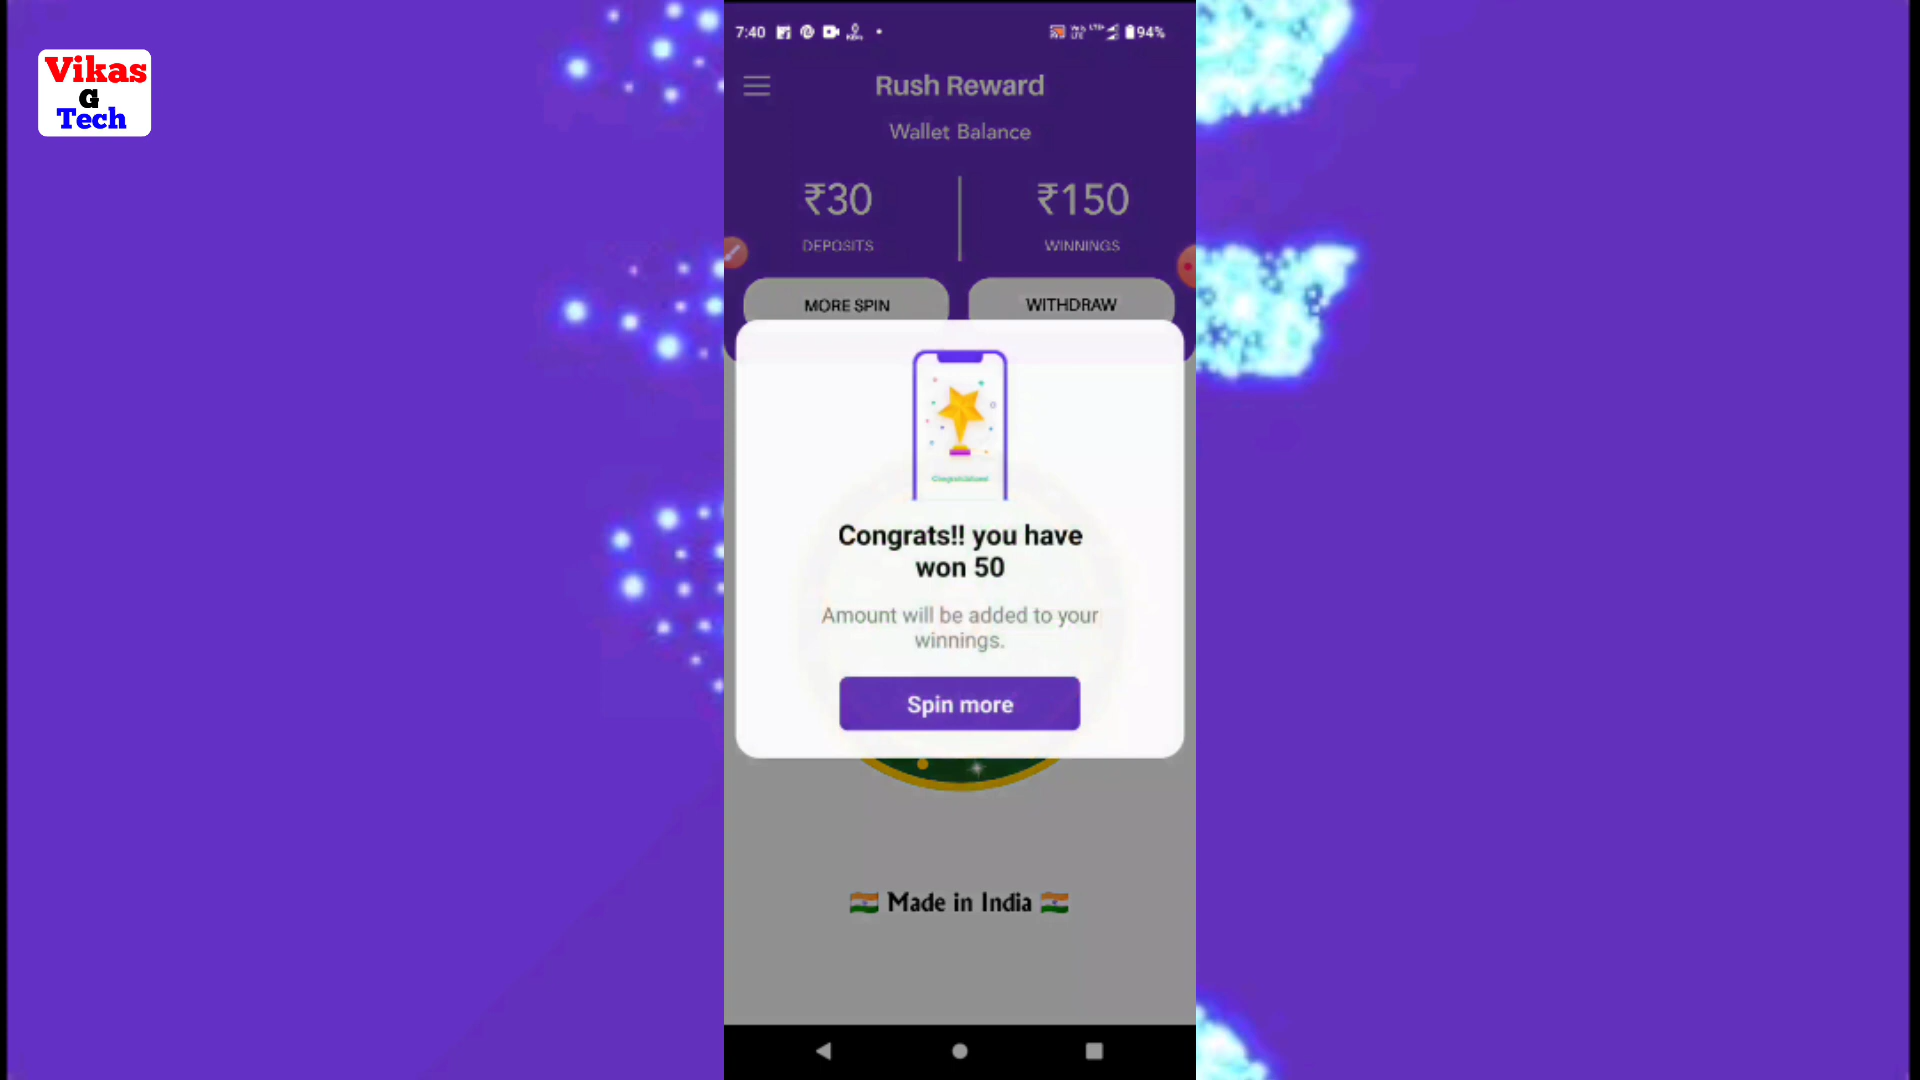 Vikas
G
Tech
7:40
94%
Rush Reward
Wallet Balance
₹30
₹150
DEPOSITS
WINNINGS
MORE SPIN
WITHDRAW
Congratulations!
Congrats!! you have
won 50
Amount will be added to your
winnings.
Spin more
🇮🇳 Made in India 🇮🇳